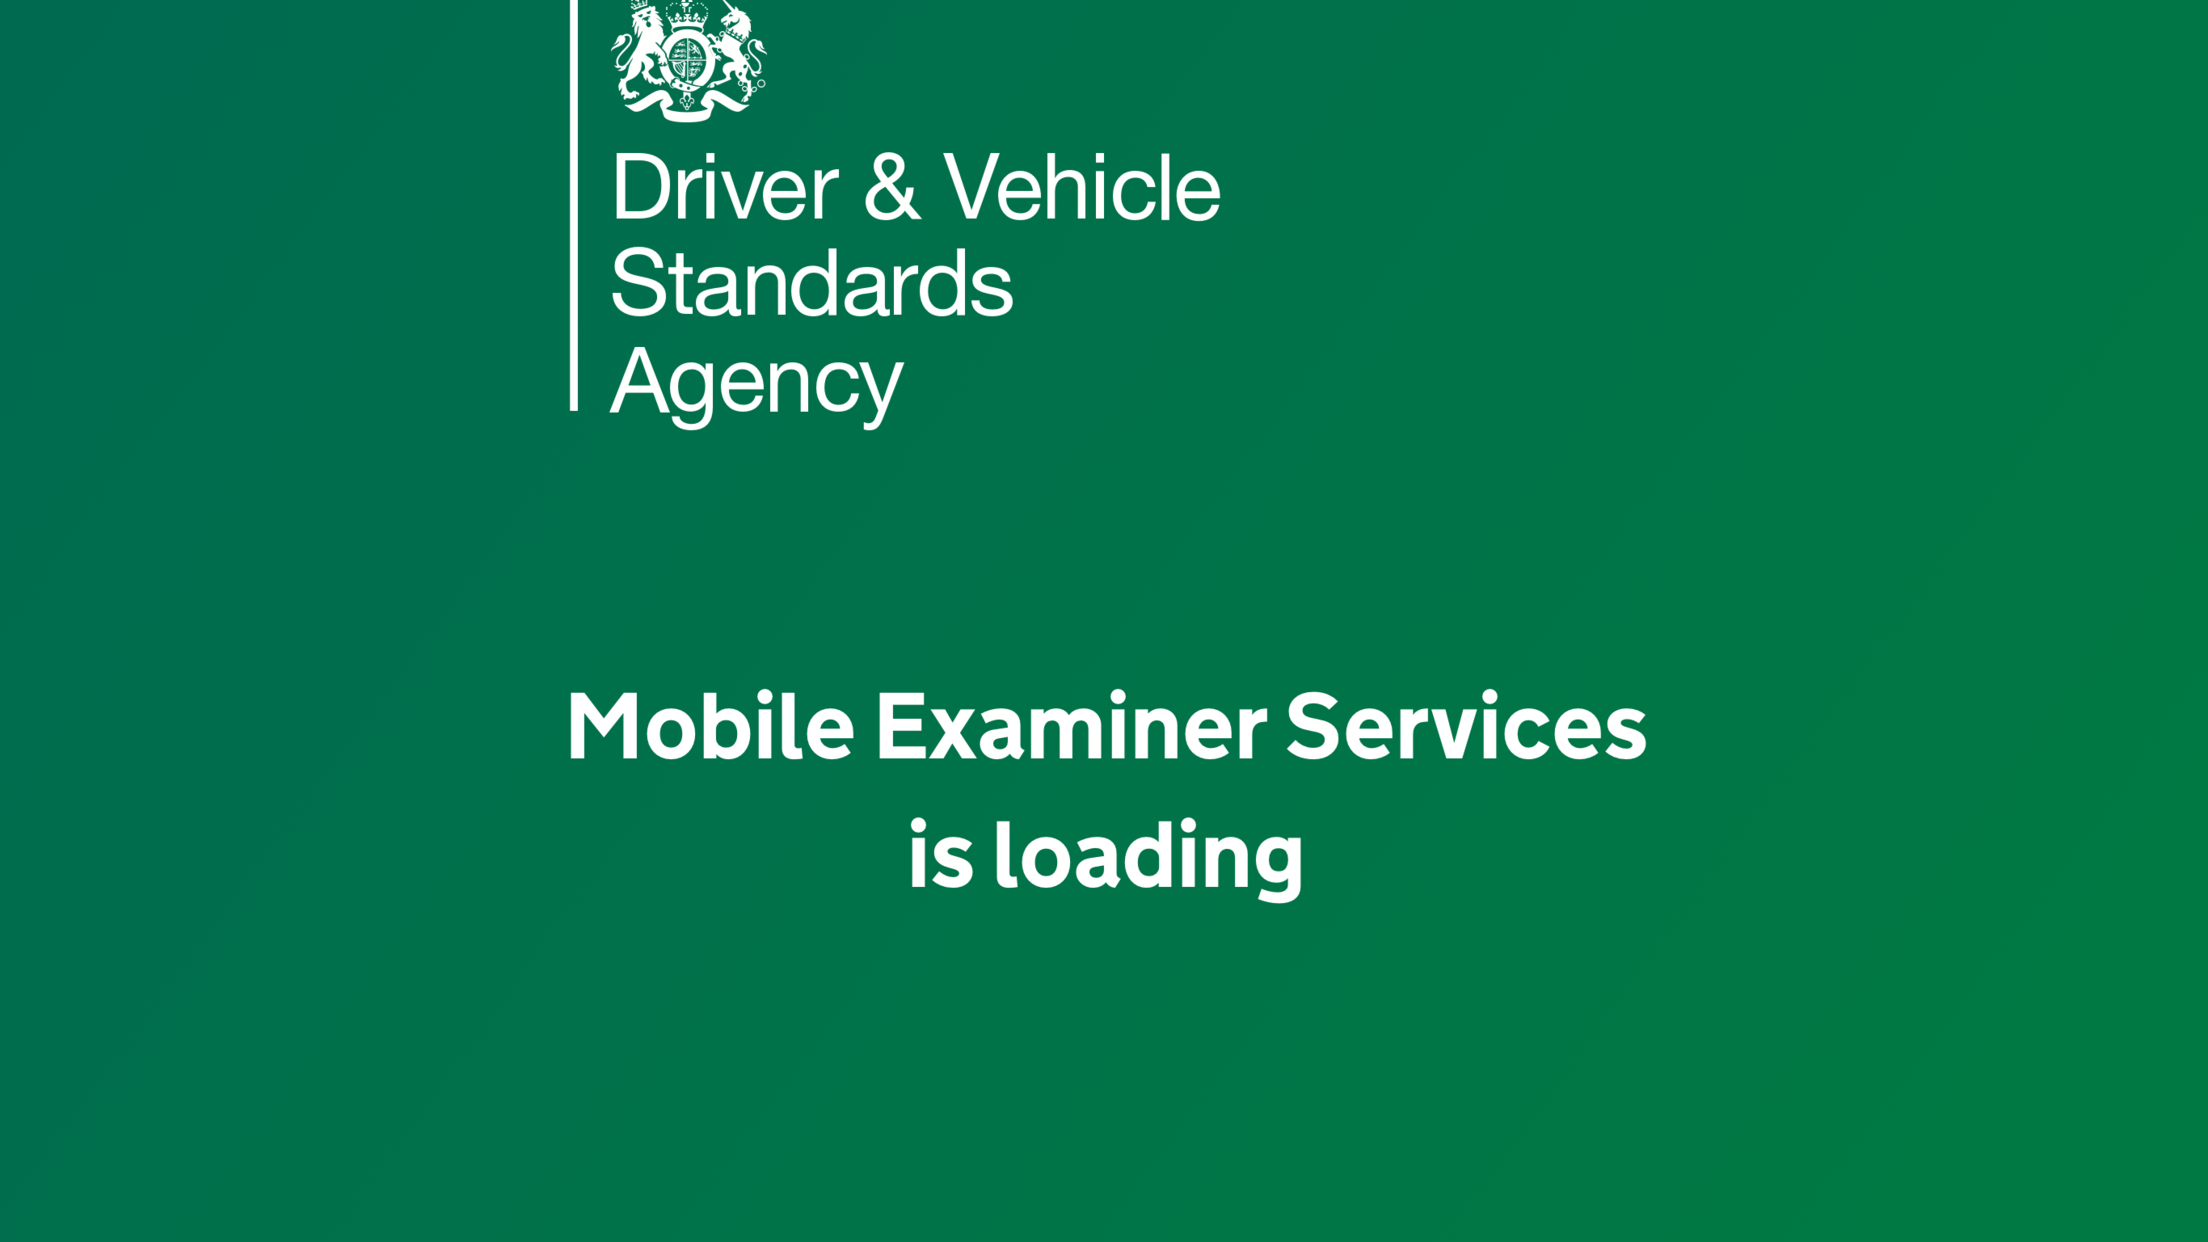 Driver & Vehicle
Standards
Agency
Mobile Examiner Services
is loading